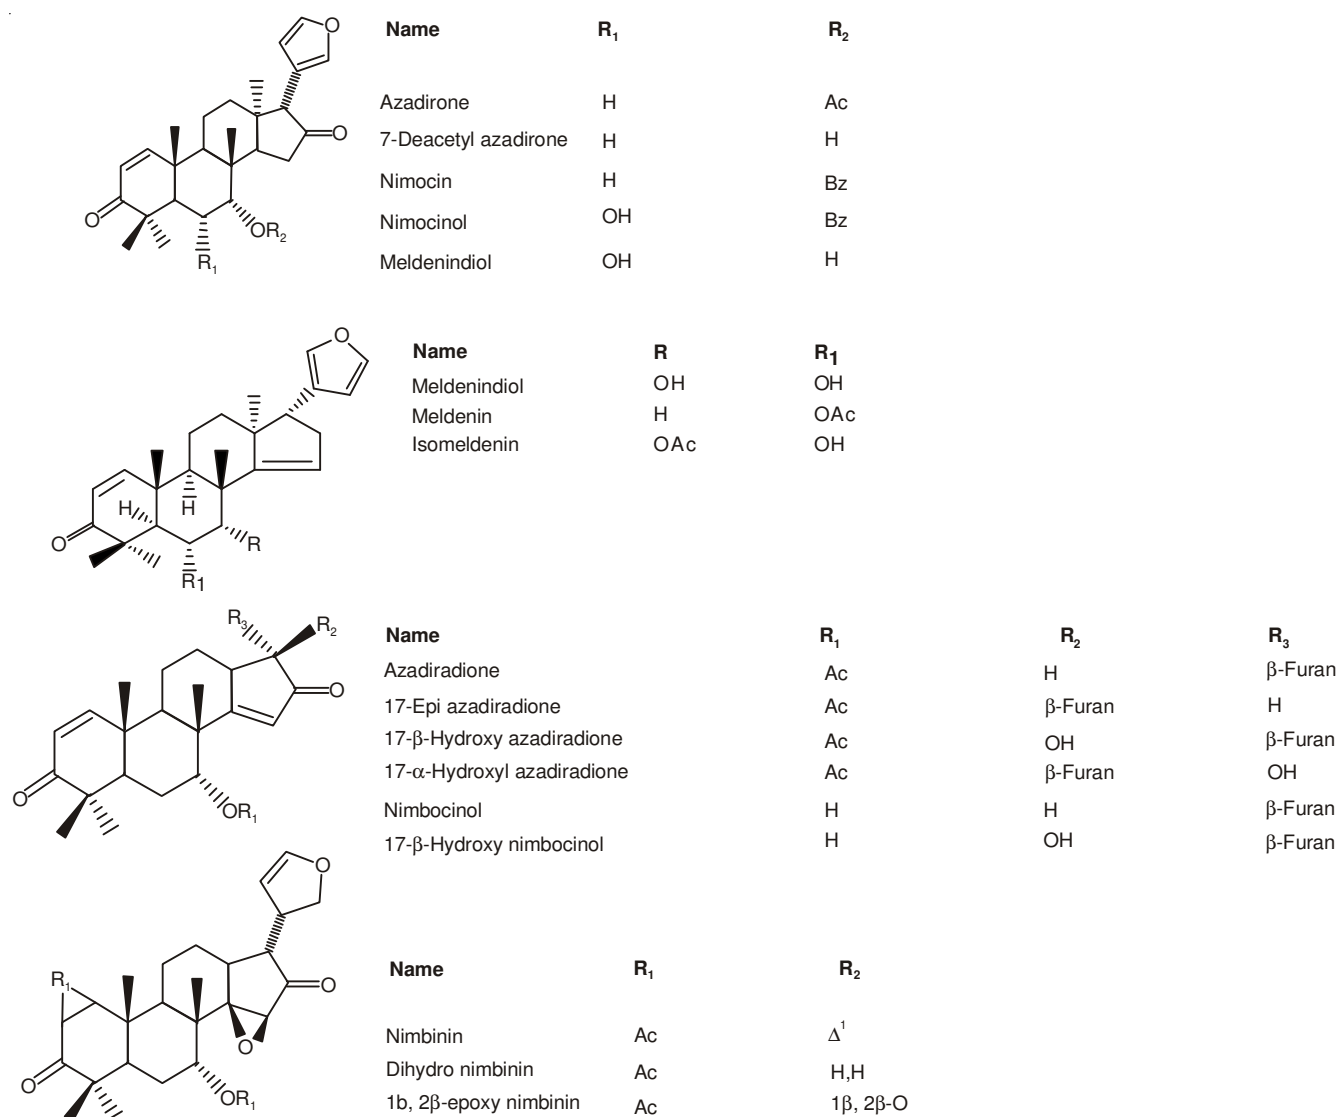 O
Name R₁ R₂
Azadirone H Ac
O
7-Deacetyl azadirone H H
Nimocin H Bz
O
OR₂
Nimocinol OH Bz
R₁
Meldenindiol OH H
O
Name R R1
Meldenindiol OH OH
Meldenin H OAc
Isomeldenin OAc OH
H H
O R
R1
R₃ R₂
Name R₁ R₂ R₃
Azadiradione Ac H β-Furan
O
17-Epi azadiradione Ac β-Furan H
17-β-Hydroxy azadiradione Ac OH β-Furan
17-α-Hydroxyl azadiradione Ac β-Furan OH
O
OR₁
Nimbocinol H H β-Furan
17-β-Hydroxy nimbocinol H OH β-Furan
O
Name R₁ R₂
R₁
O
O
Nimbinin Ac Δ¹
Dihydro nimbinin Ac H,H
O
OR₁
1b, 2β-epoxy nimbinin Ac 1β, 2β-O